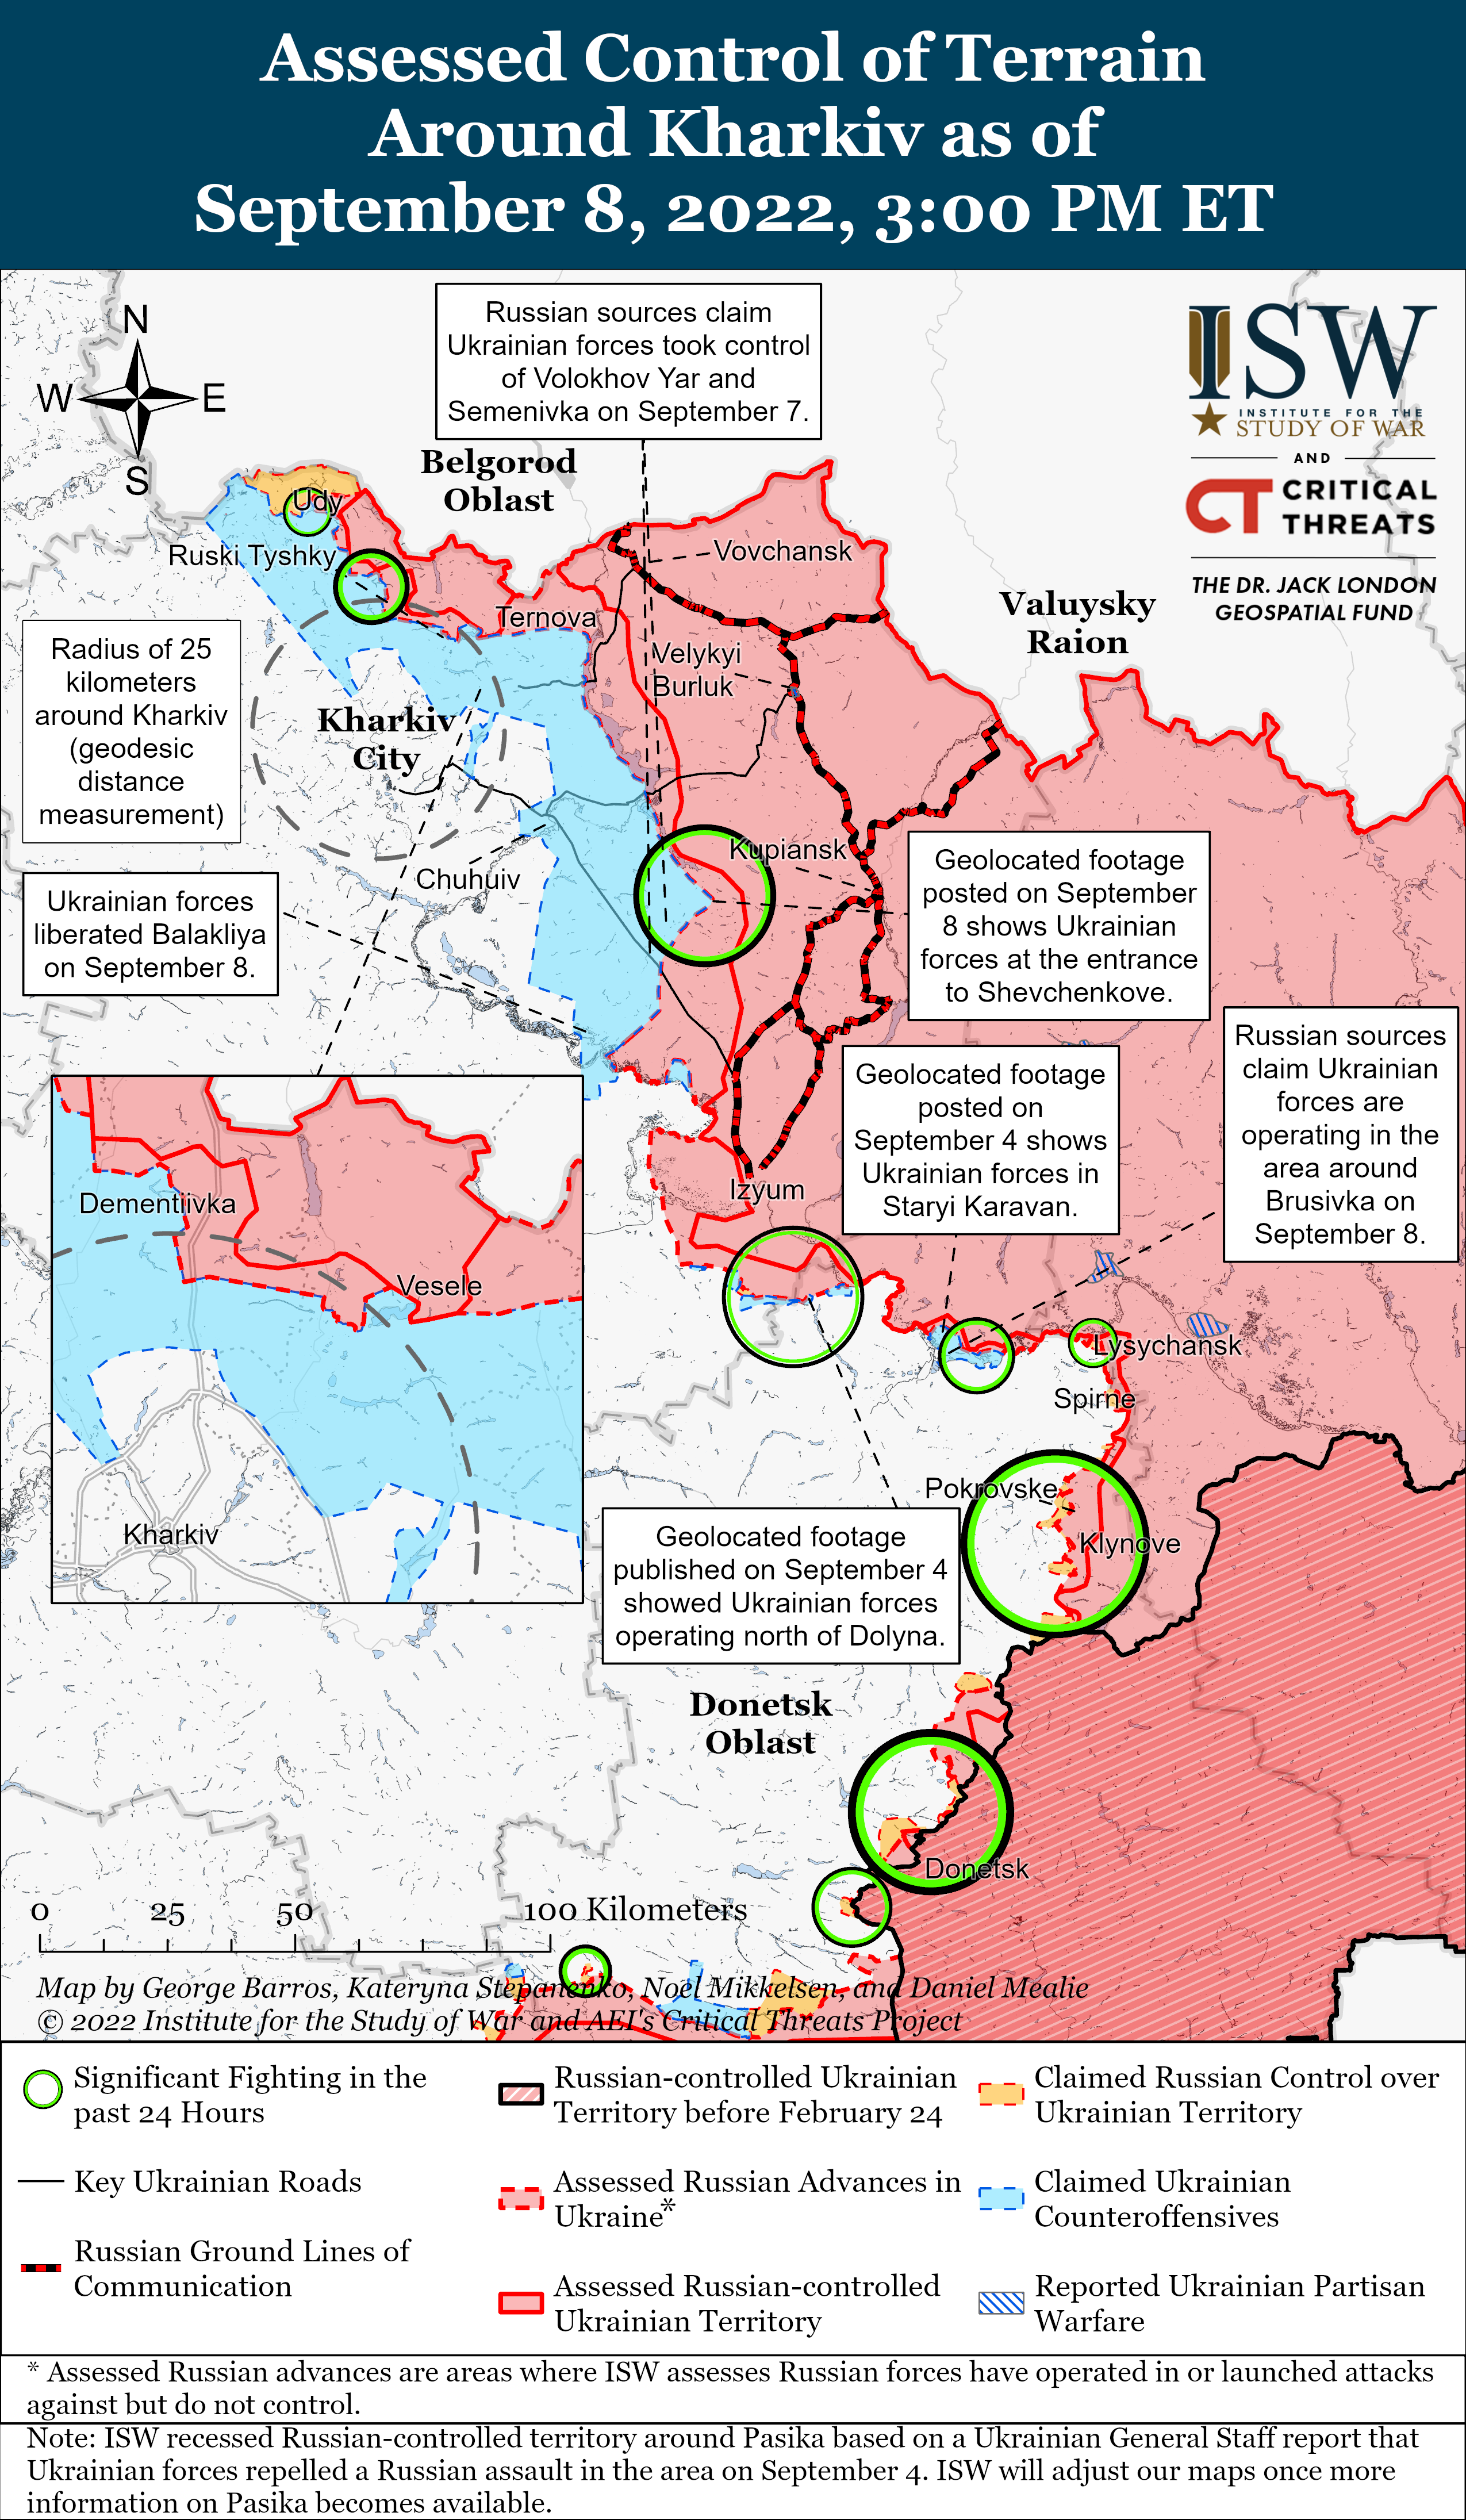 Assessed Control of Terrain
Around Kharkiv as of
September 8, 2022, 3:00 PM ET
N
W
E
S
Russian sources claim
Ukrainian forces took control
of Volokhov Yar and
Semenivka on September 7.
ISW
INSTITUTE FOR THE
STUDY OF WAR
AND
CT CRITICAL
THREATS
THE DR. JACK LONDON
GEOSPATIAL FUND
Belgorod
Oblast
Udy
Ruski Tyshky
Vovchansk
Ternova
Valuysky
Raion
Radius of 25
kilometers
around Kharkiv
(geodesic
distance
measurement)
Velykyi
Burluk
Kharkiv
City
Kupiansk
Chuhuiv
Ukrainian forces
liberated Balakliya
on September 8.
Geolocated footage
posted on September
8 shows Ukrainian
forces at the entrance
to Shevchenkove.
Russian sources
claim Ukrainian
forces are
operating in the
area around
Brusivka on
September 8.
Geolocated footage
posted on
September 4 shows
Ukrainian forces in
Staryi Karavan.
Izyum
Dementiivka
Vesele
Kharkiv
Lysychansk
Spirne
Pokrovske
Klynove
Geolocated footage
published on September 4
showed Ukrainian forces
operating north of Dolyna.
Donetsk
Oblast
Donetsk
0 25 50 100 Kilometers
Map by George Barros, Kateryna Stepanenko, Noel Mikkelsen, and Daniel Mealie
© 2022 Institute for the Study of War and AEI's Critical Threats Project
Significant Fighting in the
past 24 Hours
Key Ukrainian Roads
Russian Ground Lines of
Communication
Russian-controlled Ukrainian
Territory before February 24
Assessed Russian Advances in
Ukraine*
Assessed Russian-controlled
Ukrainian Territory
Claimed Russian Control over
Ukrainian Territory
Claimed Ukrainian
Counteroffensives
Reported Ukrainian Partisan
Warfare
* Assessed Russian advances are areas where ISW assesses Russian forces have operated in or launched attacks
against but do not control.
Note: ISW recessed Russian-controlled territory around Pasika based on a Ukrainian General Staff report that
Ukrainian forces repelled a Russian assault in the area on September 4. ISW will adjust our maps once more
information on Pasika becomes available.